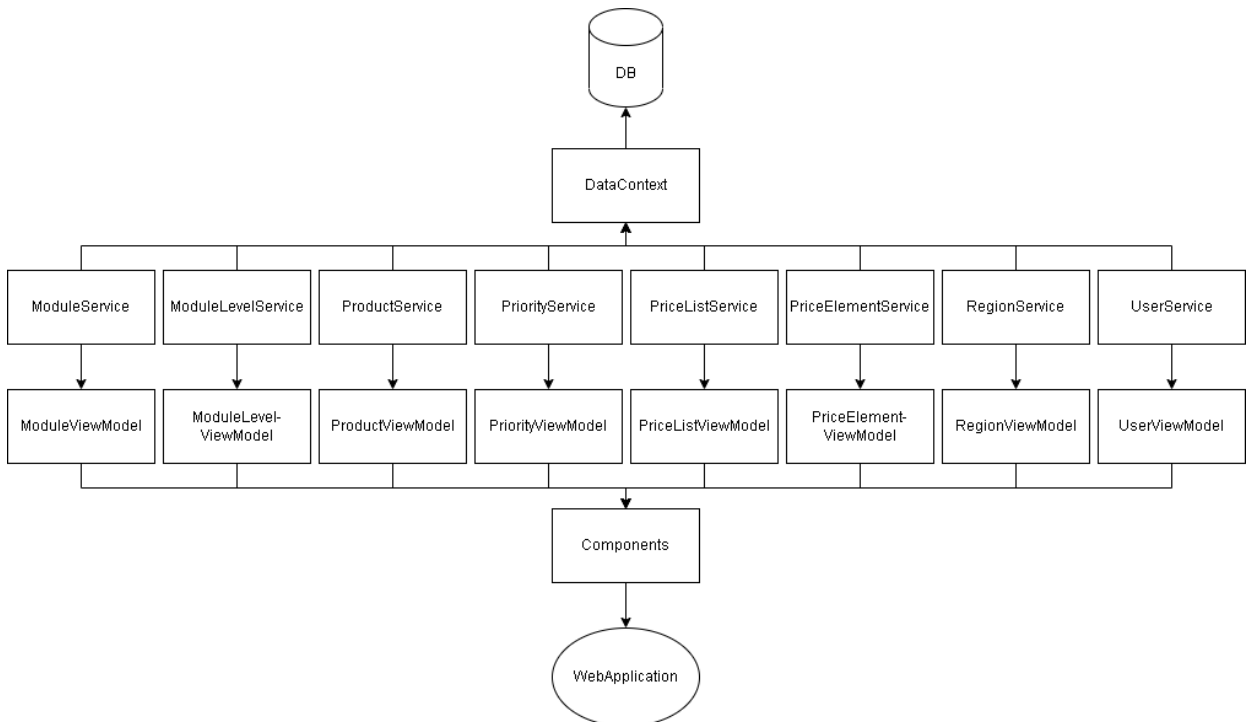 DB
DataContext
ModuleService
ModuleLevelService
ProductService
PriorityService
PriceListService
PriceElementService
RegionService
UserService
ModuleViewModel
ModuleLevel-
ViewModel
ProductViewModel
PriorityViewModel
PriceListViewModel
PriceElement-
ViewModel
RegionViewModel
UserViewModel
Components
WebApplication